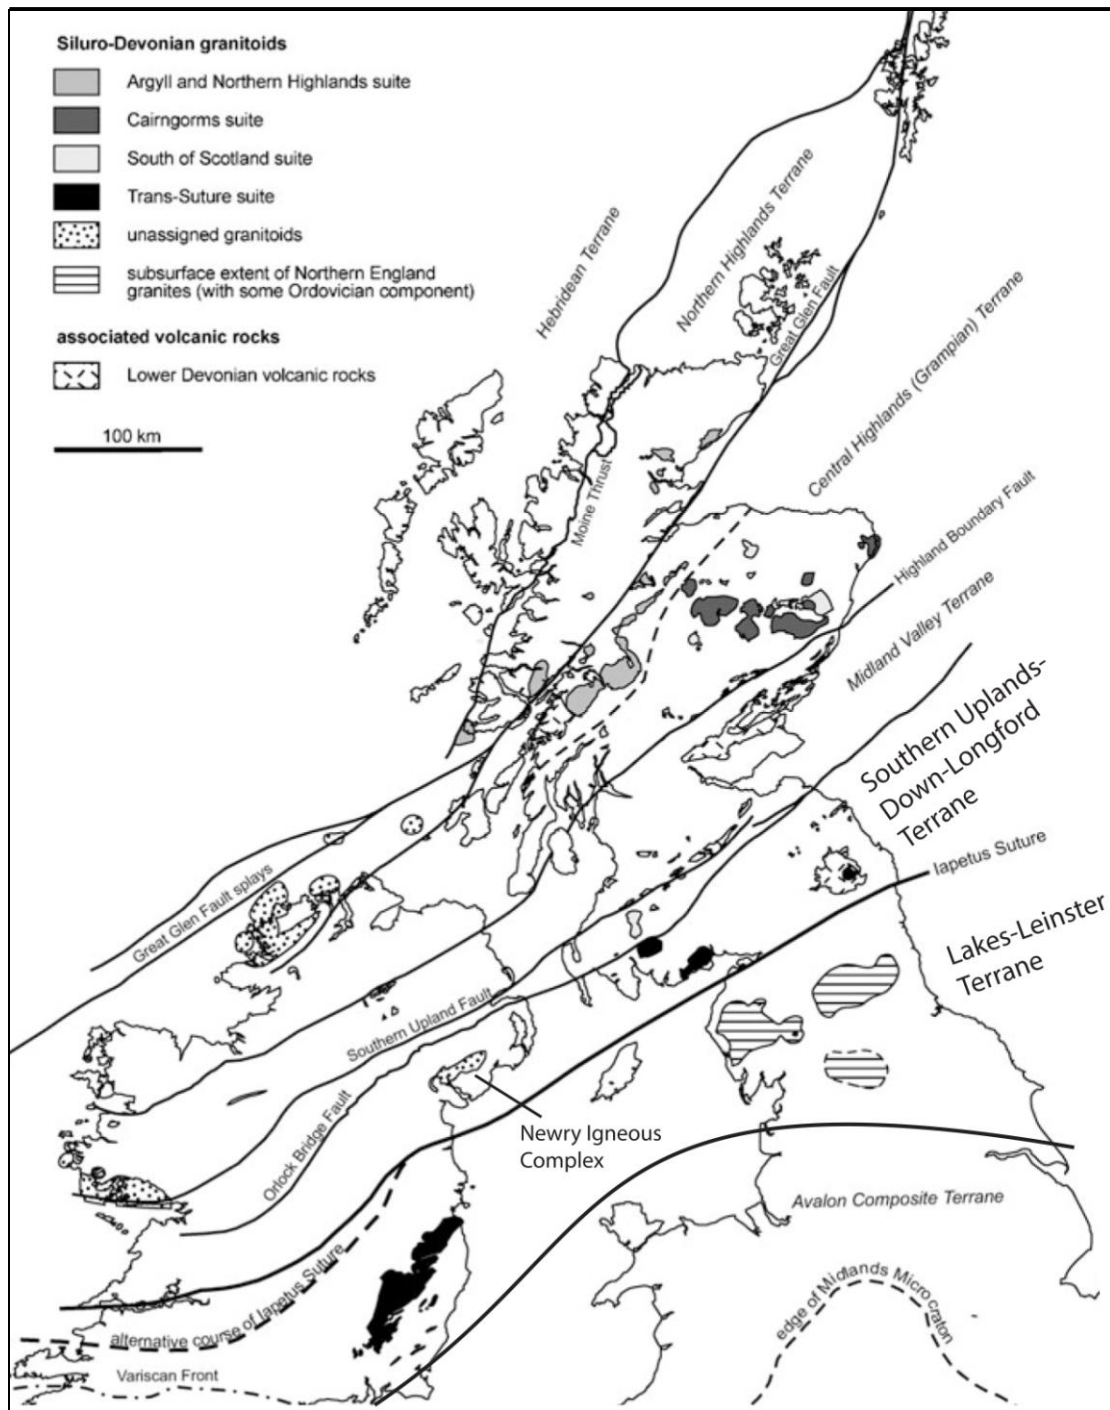 Siluro-Devonian granitoids
Argyll and Northern Highlands suite
Cairngorms suite
South of Scotland suite
Trans-Suture suite
unassigned granitoids
subsurface extent of Northern England
granites (with some Ordovician component)
associated volcanic rocks
Lower Devonian volcanic rocks
100 km
Hebridean Terrane
Northern Highlands Terrane
Great Glen Fault
Central Highlands (Grampian) Terrane
Moine Thrust
Highland Boundary Fault
Midland Valley Terrane
Southern Uplands-
Down-Longford
Terrane
Iapetus Suture
Lakes-Leinster
Terrane
Great Glen Fault splays
Southern Upland Fault
Orlock Bridge Fault
Newry Igneous
Complex
Avalon Composite Terrane
edge of Midlands Microcraton
alternative course of Iapetus Suture
Variscan Front